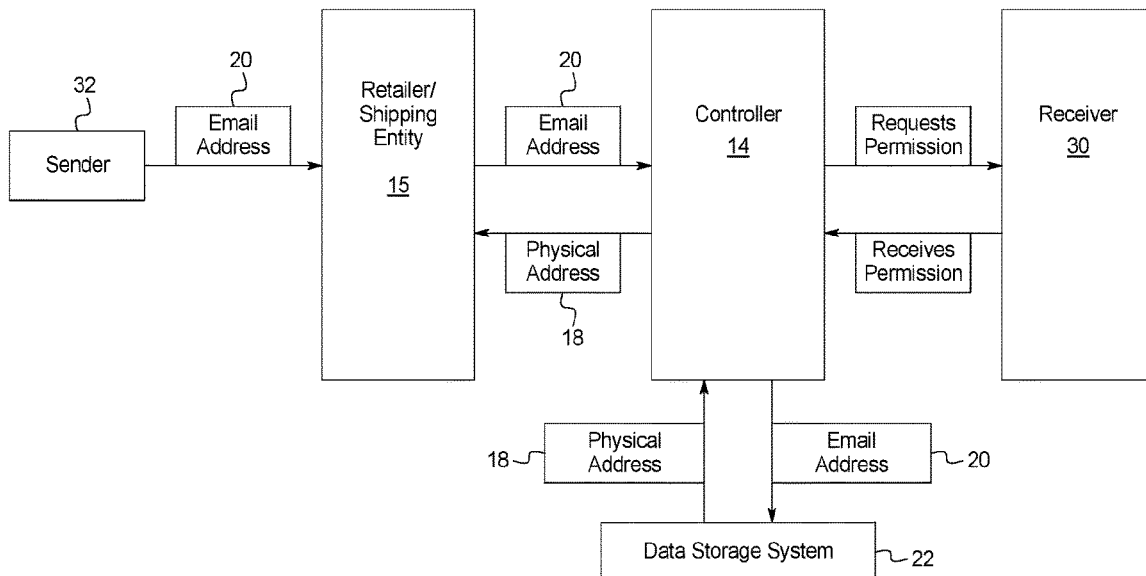 32
Sender
20
Email
Address
Retailer/
Shipping
Entity
15
20
Email
Address
Physical
Address
18
Controller
14
Requests
Permission
Receives
Permission
Receiver
30
18
Physical
Address
Email
Address
20
Data Storage System
22